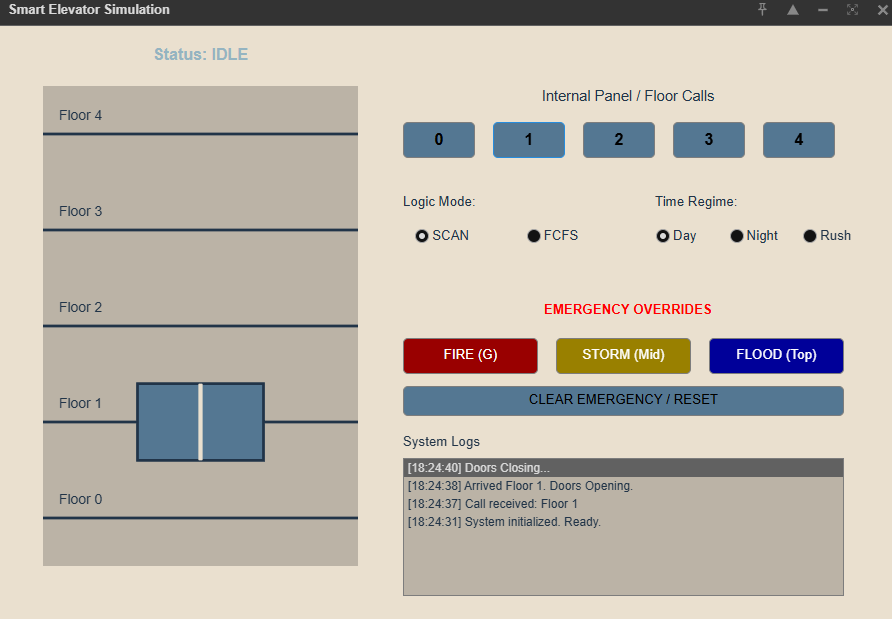 Smart Elevator Simulation
Status: IDLE
Floor 4
Floor 3
Floor 2
Floor 1
Floor 0
Internal Panel / Floor Calls
0 1 2 3 4
Logic Mode: Time Regime:
SCAN FCFS Day Night Rush
EMERGENCY OVERRIDES
FIRE (G) STORM (Mid) FLOOD (Top)
CLEAR EMERGENCY / RESET
System Logs
[18:24:40] Doors Closing...
[18:24:38] Arrived Floor 1. Doors Opening.
[18:24:37] Call received: Floor 1
[18:24:31] System initialized. Ready.